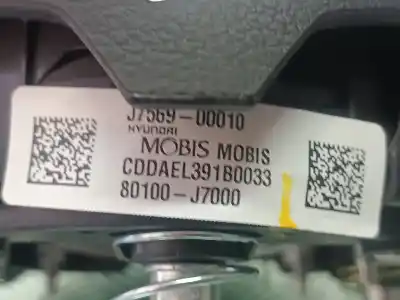 J7569-00010
HYUNDAI
MOBIS MOBIS
CDDAEL391B0033
80100-J7000